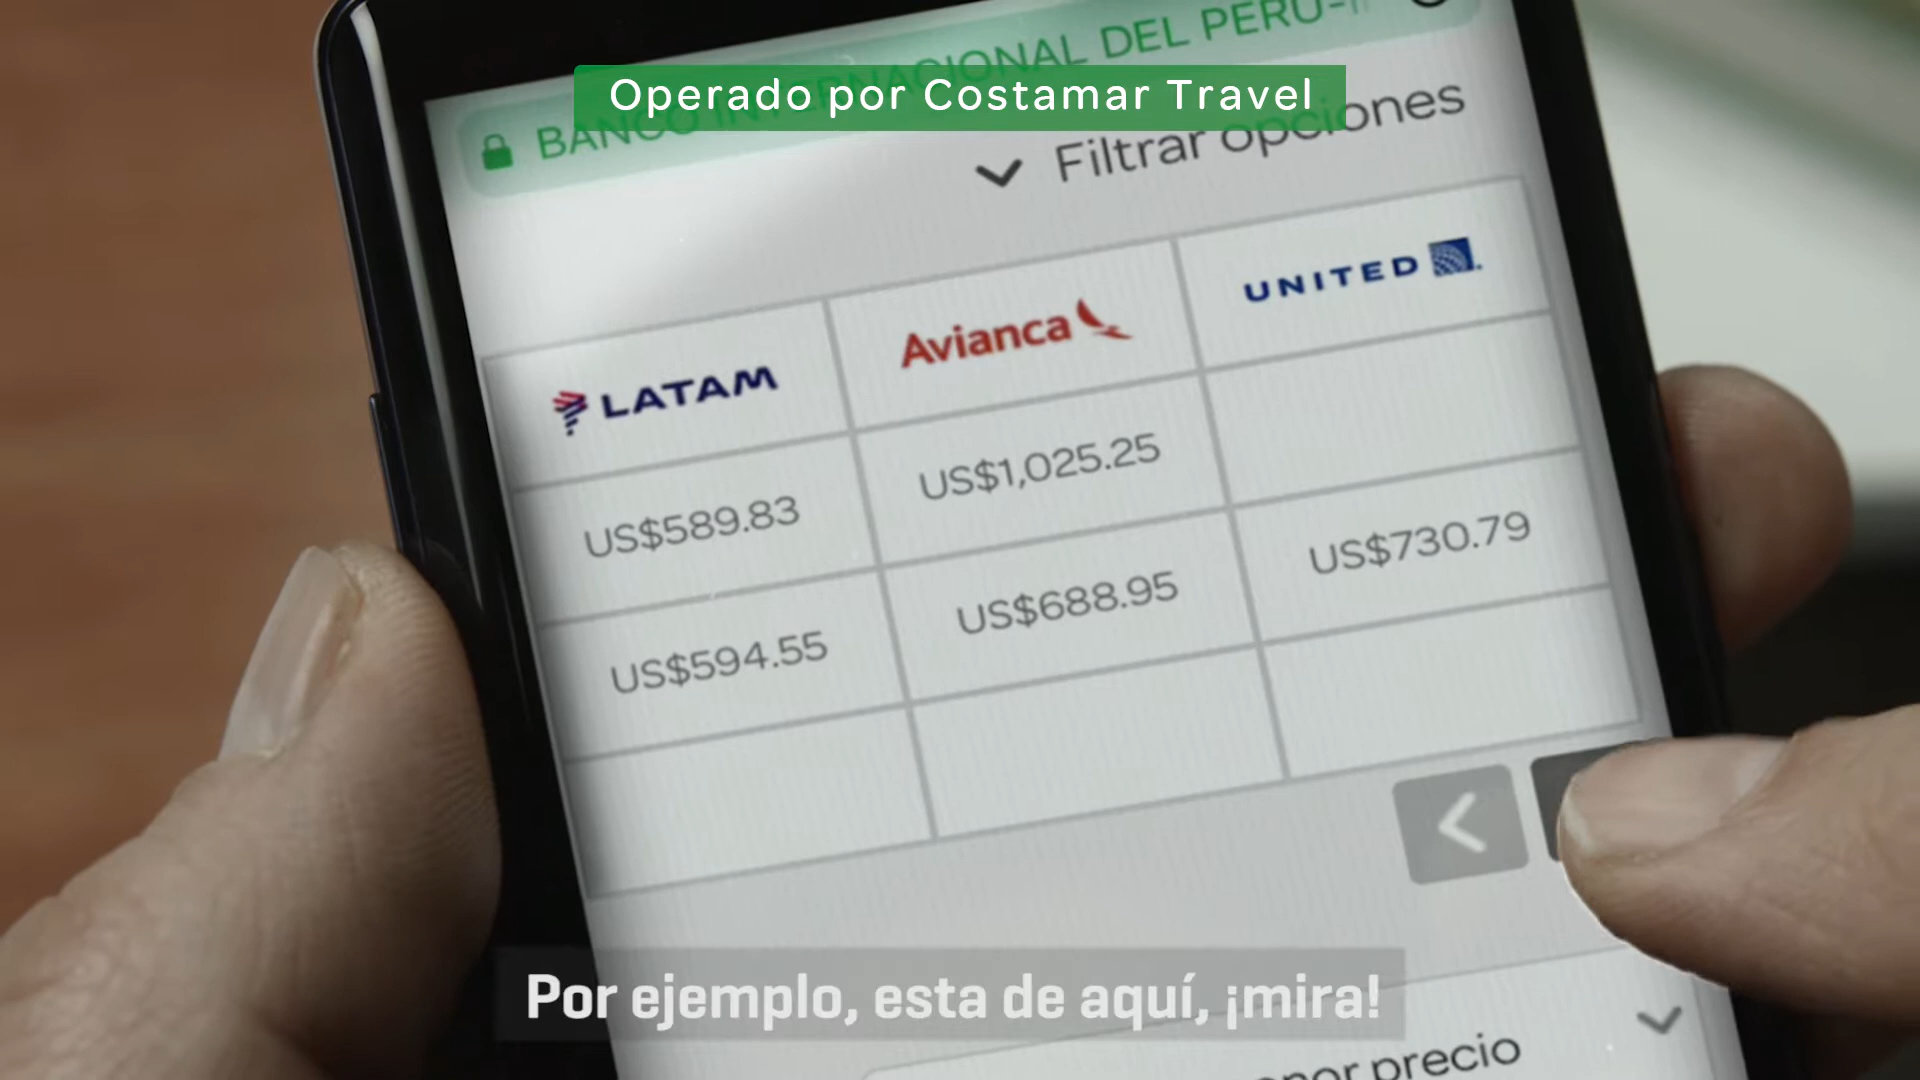 BANCO INTERNACIONAL DEL PERU-
Operado por Costamar Travel
Filtrar opciones
LATAM
Avianca
UNITED
US$589.83
US$1,025.25
US$594.55
US$688.95
US$730.79
Por ejemplo, esta de aquí, ¡mira!
precio